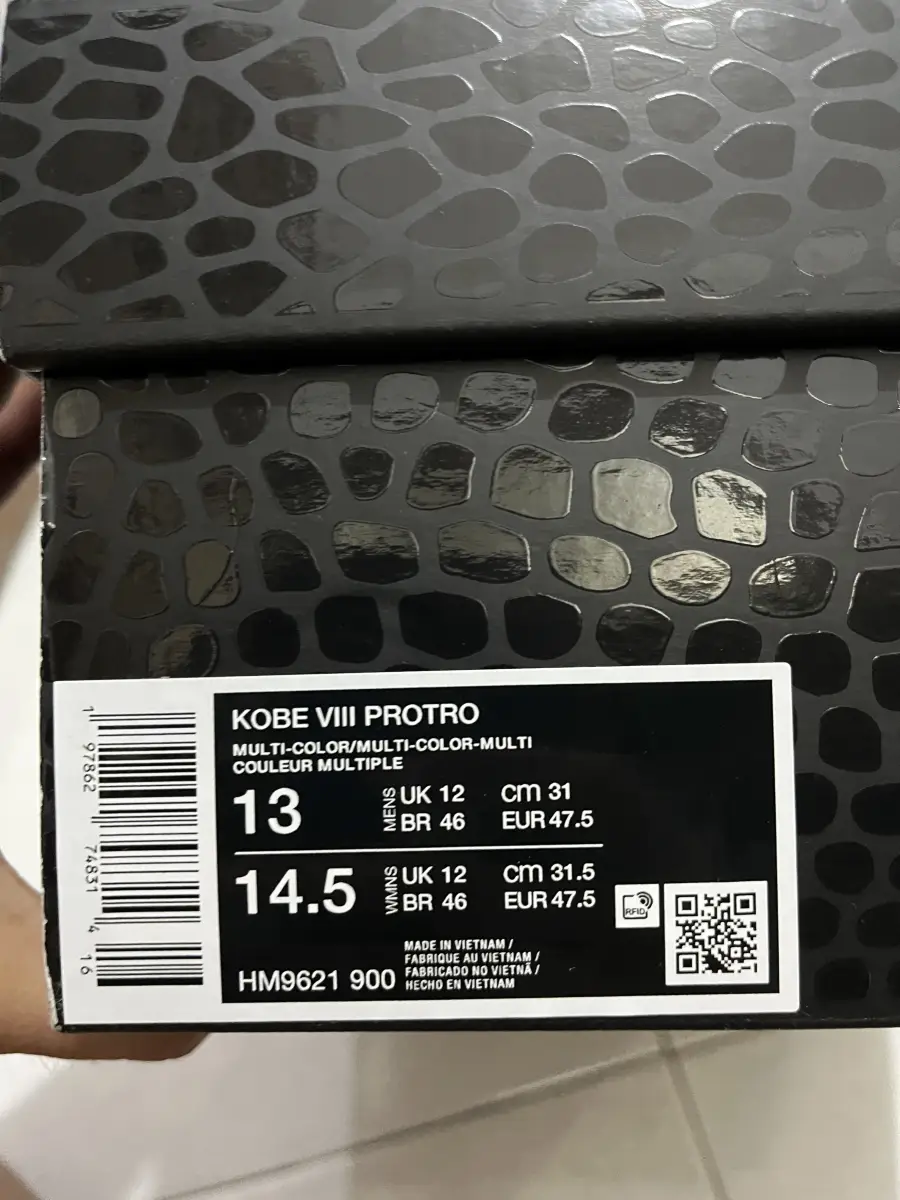 KOBE VIII PROTRO
MULTI-COLOR/MULTI-COLOR-MULTI
COULEUR MULTIPLE
13 MENS UK 12 cm 31
BR 46 EUR 47.5
14.5 WMNS UK 12 cm 31.5
BR 46 EUR 47.5
RFID
MADE IN VIETNAM /
FABRIQUE AU VIETNAM /
FABRICADO NO VIETNÃ /
HECHO EN VIETNAM
HM9621 900
1 97862 74831 4 16